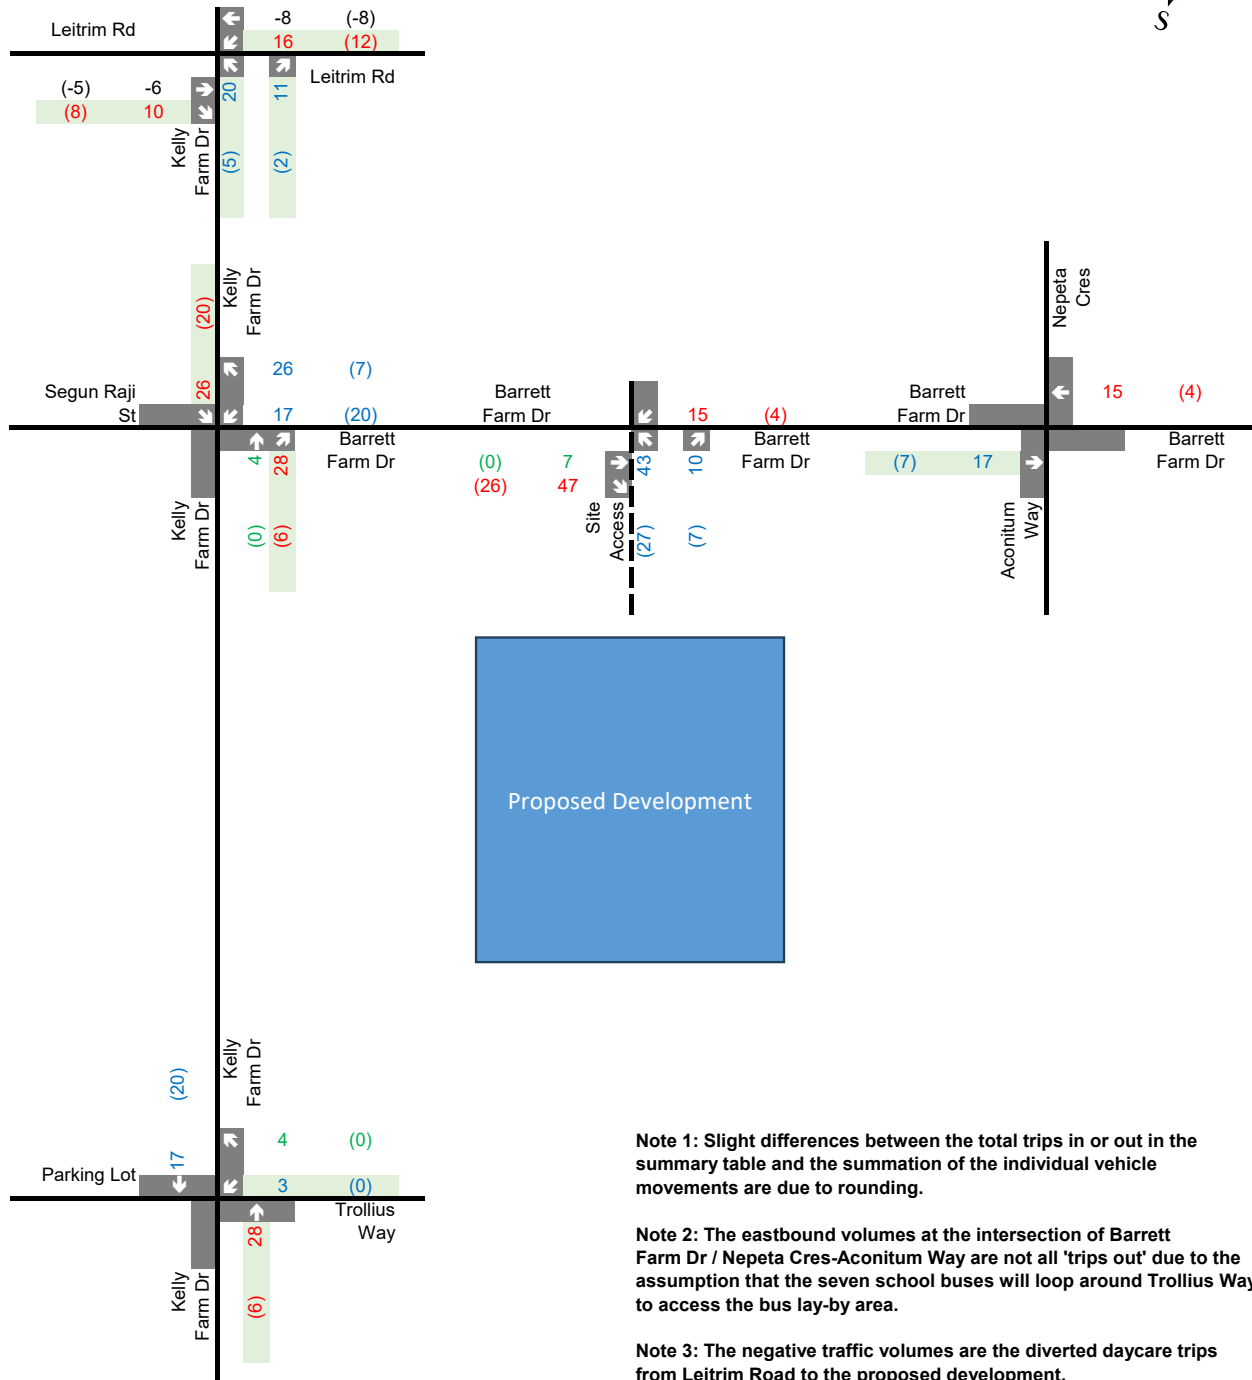 S
Leitrim Rd
-8 (-8)
16 (12)
Leitrim Rd
(-5) -6
(8) 10
20
11
(5)
(2)
Kelly
Farm Dr
Kelly
Farm Dr
(20)
26
26 (7)
17 (20)
Segun Raji
St
Barrett
Farm Dr
4
28
(0)
(6)
Kelly
Farm Dr
Barrett
Farm Dr
15 (4)
Barrett
Farm Dr
(0) 7
(26) 47
43
10
(27)
(7)
Site
Access
Nepeta
Cres
Barrett
Farm Dr
15 (4)
Barrett
Farm Dr
(7) 17
Aconitum
Way
Proposed Development
Kelly
Farm Dr
(20)
17
4 (0)
3 (0)
Parking Lot
Trollius
Way
28
(6)
Kelly
Farm Dr
Note 1: Slight differences between the total trips in or out in the
summary table and the summation of the individual vehicle
movements are due to rounding.
Note 2: The eastbound volumes at the intersection of Barrett
Farm Dr / Nepeta Cres-Aconitum Way are not all 'trips out' due to the
assumption that the seven school buses will loop around Trollius Way
to access the bus lay-by area.
Note 3: The negative traffic volumes are the diverted daycare trips
from Leitrim Road to the proposed development.